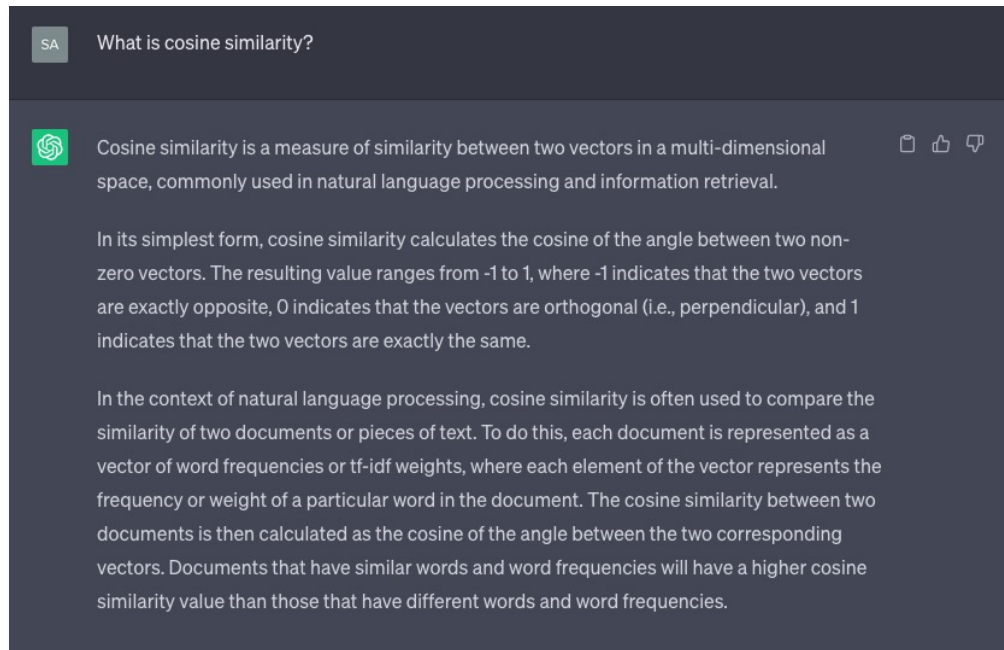 SA
What is cosine similarity?
Cosine similarity is a measure of similarity between two vectors in a multi-dimensional
space, commonly used in natural language processing and information retrieval.
In its simplest form, cosine similarity calculates the cosine of the angle between two non-
zero vectors. The resulting value ranges from -1 to 1, where -1 indicates that the two vectors
are exactly opposite, 0 indicates that the vectors are orthogonal (i.e., perpendicular), and 1
indicates that the two vectors are exactly the same.
In the context of natural language processing, cosine similarity is often used to compare the
similarity of two documents or pieces of text. To do this, each document is represented as a
vector of word frequencies or tf-idf weights, where each element of the vector represents the
frequency or weight of a particular word in the document. The cosine similarity between two
documents is then calculated as the cosine of the angle between the two corresponding
vectors. Documents that have similar words and word frequencies will have a higher cosine
similarity value than those that have different words and word frequencies.